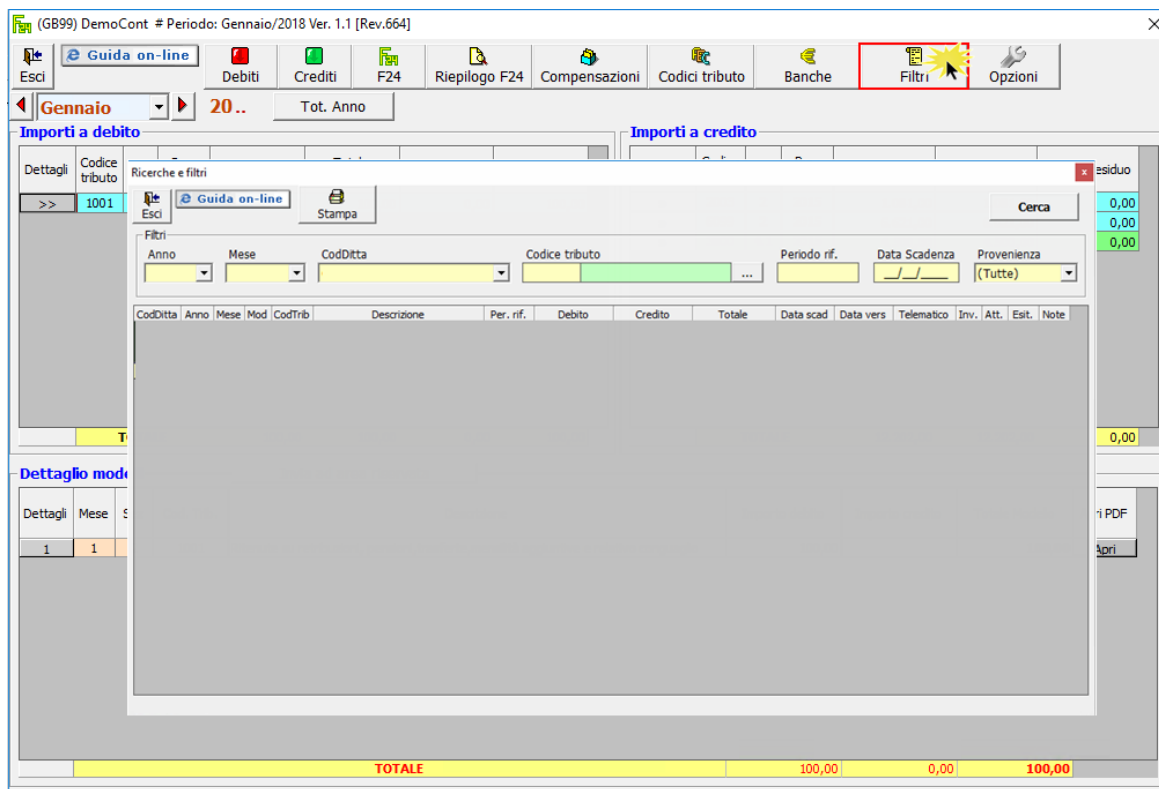 (GB99) DemoCont # Periodo: Gennaio/2018 Ver. 1.1 [Rev.664]
Esci Guida on-line Debiti Crediti F24 Riepilogo F24 Compensazioni Codici tributo Banche Filtri Opzioni
Gennaio 20.. Tot. Anno
Importi a debito Importi a credito
Dettagli Codice tributo
>> 1001 0,00
0,00
0,00
Ricerche e filtri
Esci Guida on-line Stampa Cerca
Filtri
Anno Mese CodDitta Codice tributo Periodo rif. Data Scadenza Provenienza
... __/__/____ (Tutte)
CodDitta Anno Mese Mod CodTrib Descrizione Per. rif. Debito Credito Totale Data scad Data vers Telematico Inv. Att. Esit. Note
0,00
Dettagli Mese PDF
1 1 Apri
TOTALE 100,00 0,00 100,00